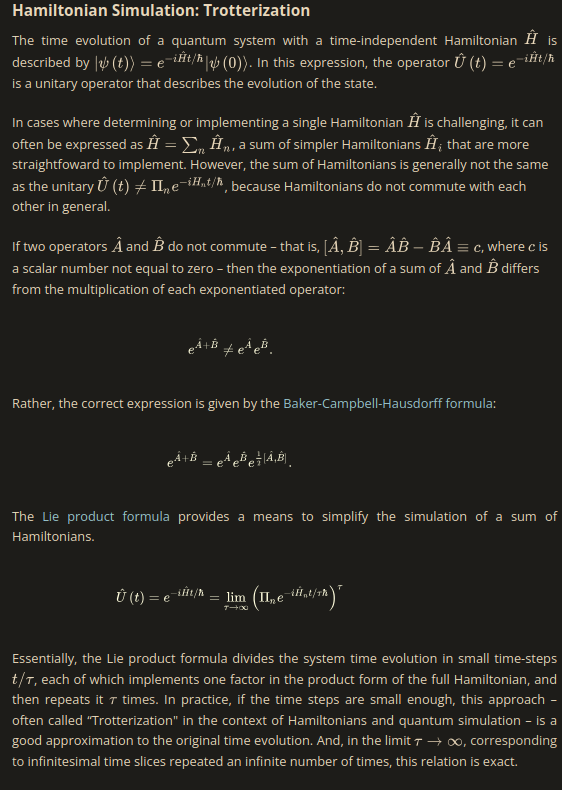 Hamiltonian Simulation: Trotterization
The time evolution of a quantum system with a time-independent Hamiltonian Ĥ is
described by |ψ (t)⟩ = e^{−iĤt/ħ}|ψ (0)⟩. In this expression, the operator Û (t) = e^{−iĤt/ħ}
is a unitary operator that describes the evolution of the state.
In cases where determining or implementing a single Hamiltonian Ĥ is challenging, it can
often be expressed as Ĥ = ∑ₙ Ĥₙ, a sum of simpler Hamiltonians Ĥᵢ that are more
straightfoward to implement. However, the sum of Hamiltonians is generally not the same
as the unitary Û (t) ≠ Πₙe^{−iHₙt/ħ}, because Hamiltonians do not commute with each
other in general.
If two operators Â and B̂ do not commute – that is, [Â, B̂] = ÂB̂ − B̂Â ≡ c, where c is
a scalar number not equal to zero – then the exponentiation of a sum of Â and B̂ differs
from the multiplication of each exponentiated operator:
e^{Â+B̂} ≠ e^{Â}e^{B̂}.
Rather, the correct expression is given by the Baker-Campbell-Hausdorff formula:
e^{Â+B̂} = e^{Â}e^{B̂}e^{½[Â,B̂]}.
The Lie product formula provides a means to simplify the simulation of a sum of
Hamiltonians.
Û (t) = e^{−iĤt/ħ} = lim_{τ→∞} (Πₙe^{−iĤₙt/τħ})^τ
Essentially, the Lie product formula divides the system time evolution in small time-steps
t/τ, each of which implements one factor in the product form of the full Hamiltonian, and
then repeats it τ times. In practice, if the time steps are small enough, this approach –
often called “Trotterization" in the context of Hamiltonians and quantum simulation – is a
good approximation to the original time evolution. And, in the limit τ → ∞, corresponding
to infinitesimal time slices repeated an infinite number of times, this relation is exact.